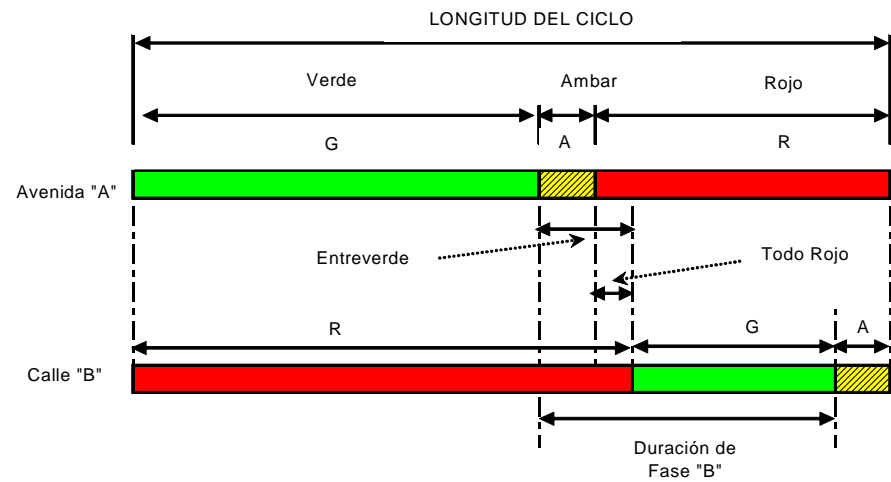 LONGITUD DEL CICLO
Verde
Ambar
Rojo
G
A
R
Avenida "A"
Entreverde
Todo Rojo
R
G
A
Calle "B"
Duración de
Fase "B"